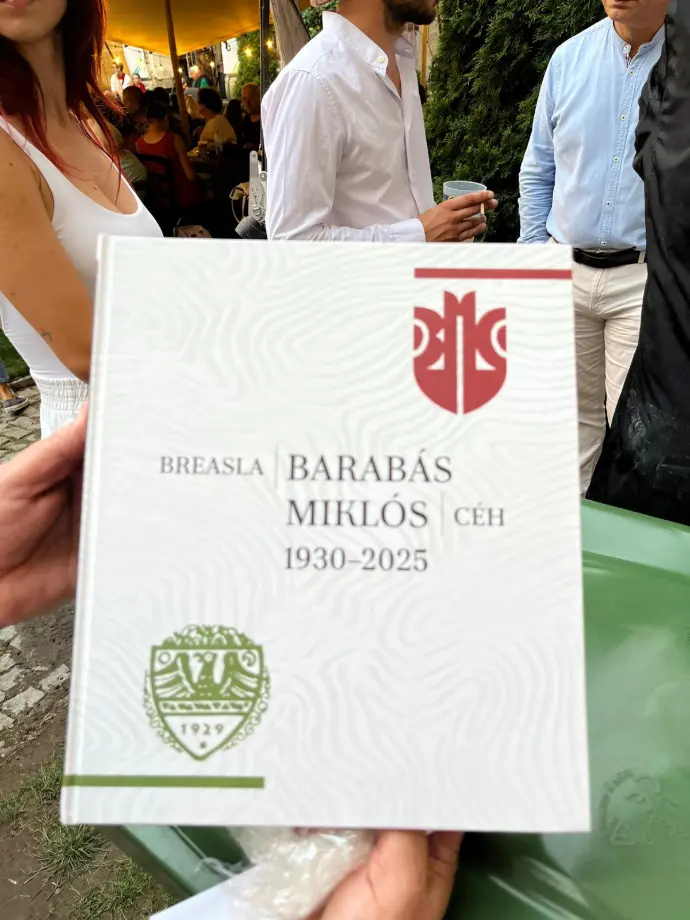 BREASLA | BARABÁS
MIKLÓS | CÉH
1930–2025
1929